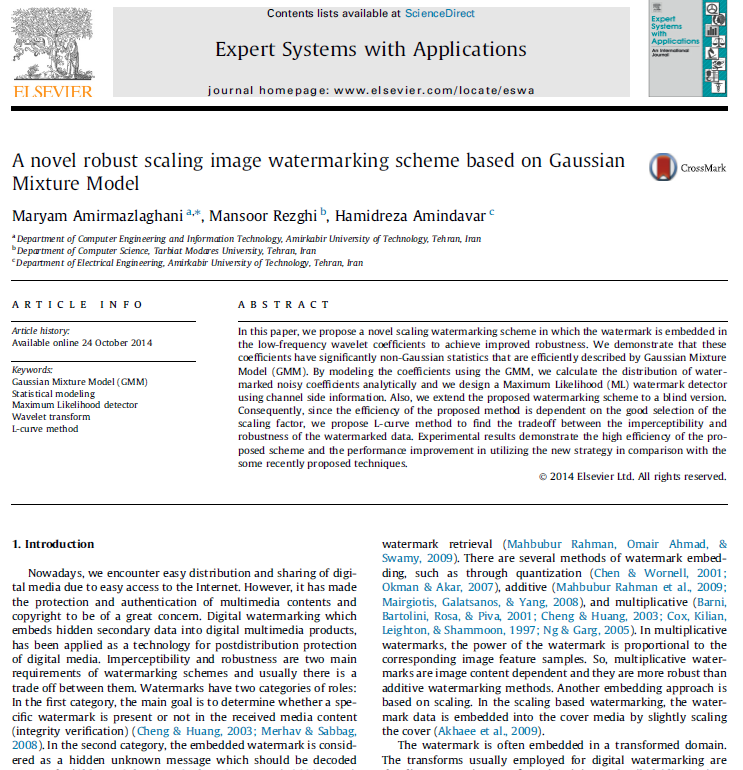 Contents lists available at ScienceDirect
Expert Systems with Applications
journal homepage: www.elsevier.com/locate/eswa
ELSEVIER
Expert
Systems
with
Applications
An International
Journal
A novel robust scaling image watermarking scheme based on Gaussian
Mixture Model
CrossMark
Maryam Amirmazlaghani a,*, Mansoor Rezghi b, Hamidreza Amindavar c
a Department of Computer Engineering and Information Technology, Amirkabir University of Technology, Tehran, Iran
b Department of Computer Science, Tarbiat Modares University, Tehran, Iran
c Department of Electrical Engineering, Amirkabir University of Technology, Tehran, Iran
ARTICLE INFO
Article history:
Available online 24 October 2014
Keywords:
Gaussian Mixture Model (GMM)
Statistical modeling
Maximum Likelihood detector
Wavelet transform
L-curve method
ABSTRACT
In this paper, we propose a novel scaling watermarking scheme in which the watermark is embedded in
the low-frequency wavelet coefficients to achieve improved robustness. We demonstrate that these
coefficients have significantly non-Gaussian statistics that are efficiently described by Gaussian Mixture
Model (GMM). By modeling the coefficients using the GMM, we calculate the distribution of water-
marked noisy coefficients analytically and we design a Maximum Likelihood (ML) watermark detector
using channel side information. Also, we extend the proposed watermarking scheme to a blind version.
Consequently, since the efficiency of the proposed method is dependent on the good selection of the
scaling factor, we propose L-curve method to find the tradeoff between the imperceptibility and
robustness of the watermarked data. Experimental results demonstrate the high efficiency of the pro-
posed scheme and the performance improvement in utilizing the new strategy in comparison with the
some recently proposed techniques.
© 2014 Elsevier Ltd. All rights reserved.
1. Introduction
Nowadays, we encounter easy distribution and sharing of digi-
tal media due to easy access to the Internet. However, it has made
the protection and authentication of multimedia contents and
copyright to be of a great concern. Digital watermarking which
embeds hidden secondary data into digital multimedia products,
has been applied as a technology for postdistribution protection
of digital media. Imperceptibility and robustness are two main
requirements of watermarking schemes and usually there is a
trade off between them. Watermarks have two categories of roles:
In the first category, the main goal is to determine whether a spe-
cific watermark is present or not in the received media content
(integrity verification) (Cheng & Huang, 2003; Merhav & Sabbag,
2008). In the second category, the embedded watermark is consid-
ered as a hidden unknown message which should be decoded
watermark retrieval (Mahbubur Rahman, Omair Ahmad, &
Swamy, 2009). There are several methods of watermark embed-
ding, such as through quantization (Chen & Wornell, 2001;
Okman & Akar, 2007), additive (Mahbubur Rahman et al., 2009;
Mairgiotis, Galatsanos, & Yang, 2008), and multiplicative (Barni,
Bartolini, Rosa, & Piva, 2001; Cheng & Huang, 2003; Cox, Kilian,
Leighton, & Shammoon, 1997; Ng & Garg, 2005). In multiplicative
watermarks, the power of the watermark is proportional to the
corresponding image feature samples. So, multiplicative water-
marks are image content dependent and they are more robust than
additive watermarking methods. Another embedding approach is
based on scaling. In the scaling based watermarking, the water-
mark data is embedded into the cover media by slightly scaling
the cover (Akhaee et al., 2009).
The watermark is often embedded in a transformed domain.
The transforms usually employed for digital watermarking are